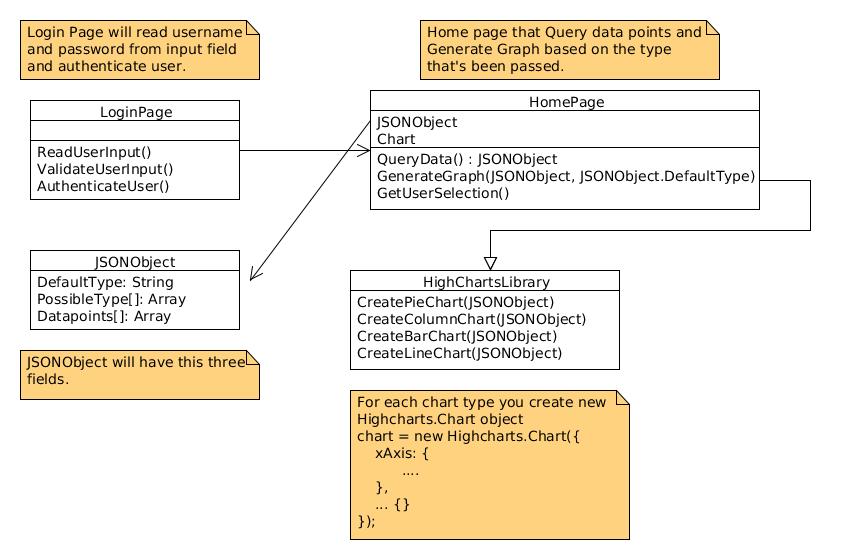 Login Page will read username
and password from input field
and authenticate user.
Home page that Query data points and
Generate Graph based on the type
that's been passed.
LoginPage
ReadUserInput()
ValidateUserInput()
AuthenticateUser()
HomePage
JSONObject
Chart
QueryData() : JSONObject
GenerateGraph(JSONObject, JSONObject.DefaultType)
GetUserSelection()
JSONObject
DefaultType: String
PossibleType[]: Array
Datapoints[]: Array
JSONObject will have this three
fields.
HighChartsLibrary
CreatePieChart(JSONObject)
CreateColumnChart(JSONObject)
CreateBarChart(JSONObject)
CreateLineChart(JSONObject)
For each chart type you create new
Highcharts.Chart object
chart = new Highcharts.Chart({
xAxis: {
....
},
... {}
});